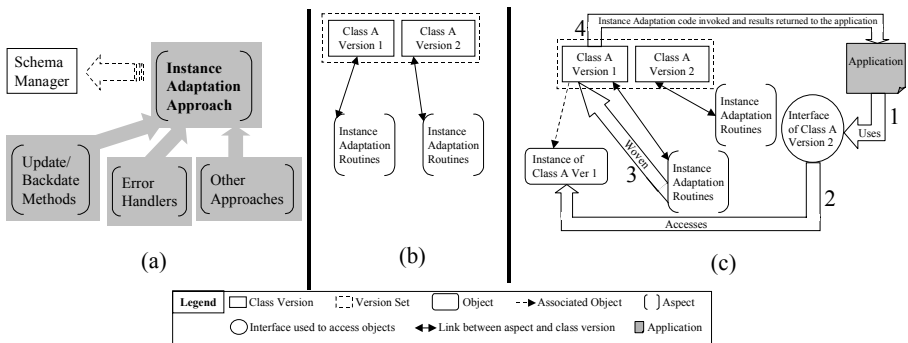 Schema
Manager
Instance
Adaptation
Approach
Update/
Backdate
Methods
Error
Handlers
Other
Approaches
(a)
Class A
Version 1
Class A
Version 2
Instance
Adaptation
Routines
Instance
Adaptation
Routines
(b)
4
Instance Adaptation code invoked and results returned to the application
Class A
Version 1
Class A
Version 2
Application
1
Uses
Interface
of Class A
Version 2
Instance
Adaptation
Routines
Instance of
Class A Ver 1
Woven
3
Instance
Adaptation
Routines
2
Accesses
(c)
Legend
Class Version
Version Set
Object
Associated Object
Aspect
Interface used to access objects
Link between aspect and class version
Application